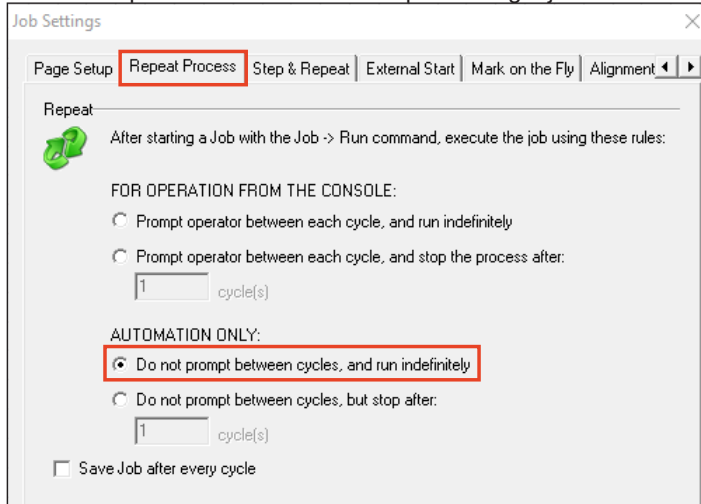 Job Settings
Page Setup Repeat Process Step & Repeat External Start Mark on the Fly Alignment
Repeat
After starting a Job with the Job -> Run command, execute the job using these rules:
FOR OPERATION FROM THE CONSOLE:
Prompt operator between each cycle, and run indefinitely
Prompt operator between each cycle, and stop the process after:
1 cycle(s)
AUTOMATION ONLY:
Do not prompt between cycles, and run indefinitely
Do not prompt between cycles, but stop after:
1 cycle(s)
Save Job after every cycle